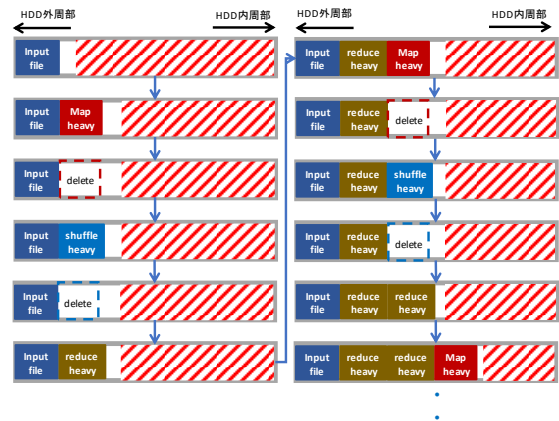 HDD外周部
HDD内周部
Input
file
Input
file
Map
heavy
Input
file
delete
Input
file
shuffle
heavy
Input
file
delete
Input
file
reduce
heavy
HDD外周部
HDD内周部
Input
file
reduce
heavy
Map
heavy
Input
file
reduce
heavy
delete
Input
file
reduce
heavy
shuffle
heavy
Input
file
reduce
heavy
delete
Input
file
reduce
heavy
reduce
heavy
Input
file
reduce
heavy
reduce
heavy
Map
heavy